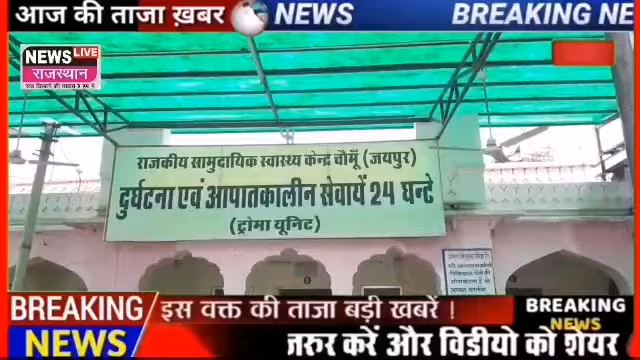 आज की ताजा ख़बर
NEWS
BREAKING NE
NEWS LIVE
राजस्थान
राजकीय सामुदायिक स्वास्थ्य केन्द्र चौमूँ (जयपुर)
दुर्घटना एवं आपातकालीन सेवायें 24 घन्टे
(ट्रोमा यूनिट)
BREAKING
NEWS
इस वक्त की ताजा बड़ी खबरें !
जरुर करें और विडीयो को शेयर
BREAKING
NEWS